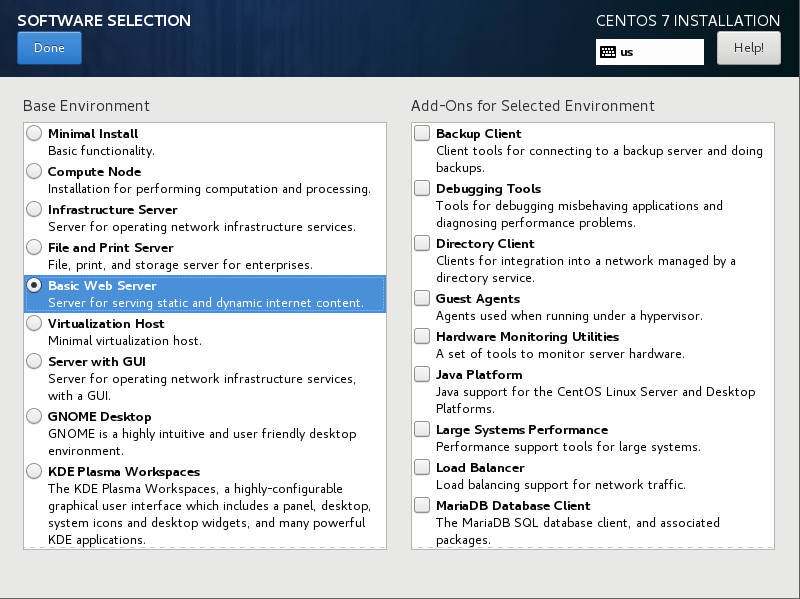 SOFTWARE SELECTION
CENTOS 7 INSTALLATION
Done
us
Help!
Base Environment
Minimal Install
Basic functionality.
Compute Node
Installation for performing computation and processing.
Infrastructure Server
Server for operating network infrastructure services.
File and Print Server
File, print, and storage server for enterprises.
Basic Web Server
Server for serving static and dynamic internet content.
Virtualization Host
Minimal virtualization host.
Server with GUI
Server for operating network infrastructure services,
with a GUI.
GNOME Desktop
GNOME is a highly intuitive and user friendly desktop
environment.
KDE Plasma Workspaces
The KDE Plasma Workspaces, a highly-configurable
graphical user interface which includes a panel, desktop,
system icons and desktop widgets, and many powerful
KDE applications.
Add-Ons for Selected Environment
Backup Client
Client tools for connecting to a backup server and doing
backups.
Debugging Tools
Tools for debugging misbehaving applications and
diagnosing performance problems.
Directory Client
Clients for integration into a network managed by a
directory service.
Guest Agents
Agents used when running under a hypervisor.
Hardware Monitoring Utilities
A set of tools to monitor server hardware.
Java Platform
Java support for the CentOS Linux Server and Desktop
Platforms.
Large Systems Performance
Performance support tools for large systems.
Load Balancer
Load balancing support for network traffic.
MariaDB Database Client
The MariaDB SQL database client, and associated
packages.